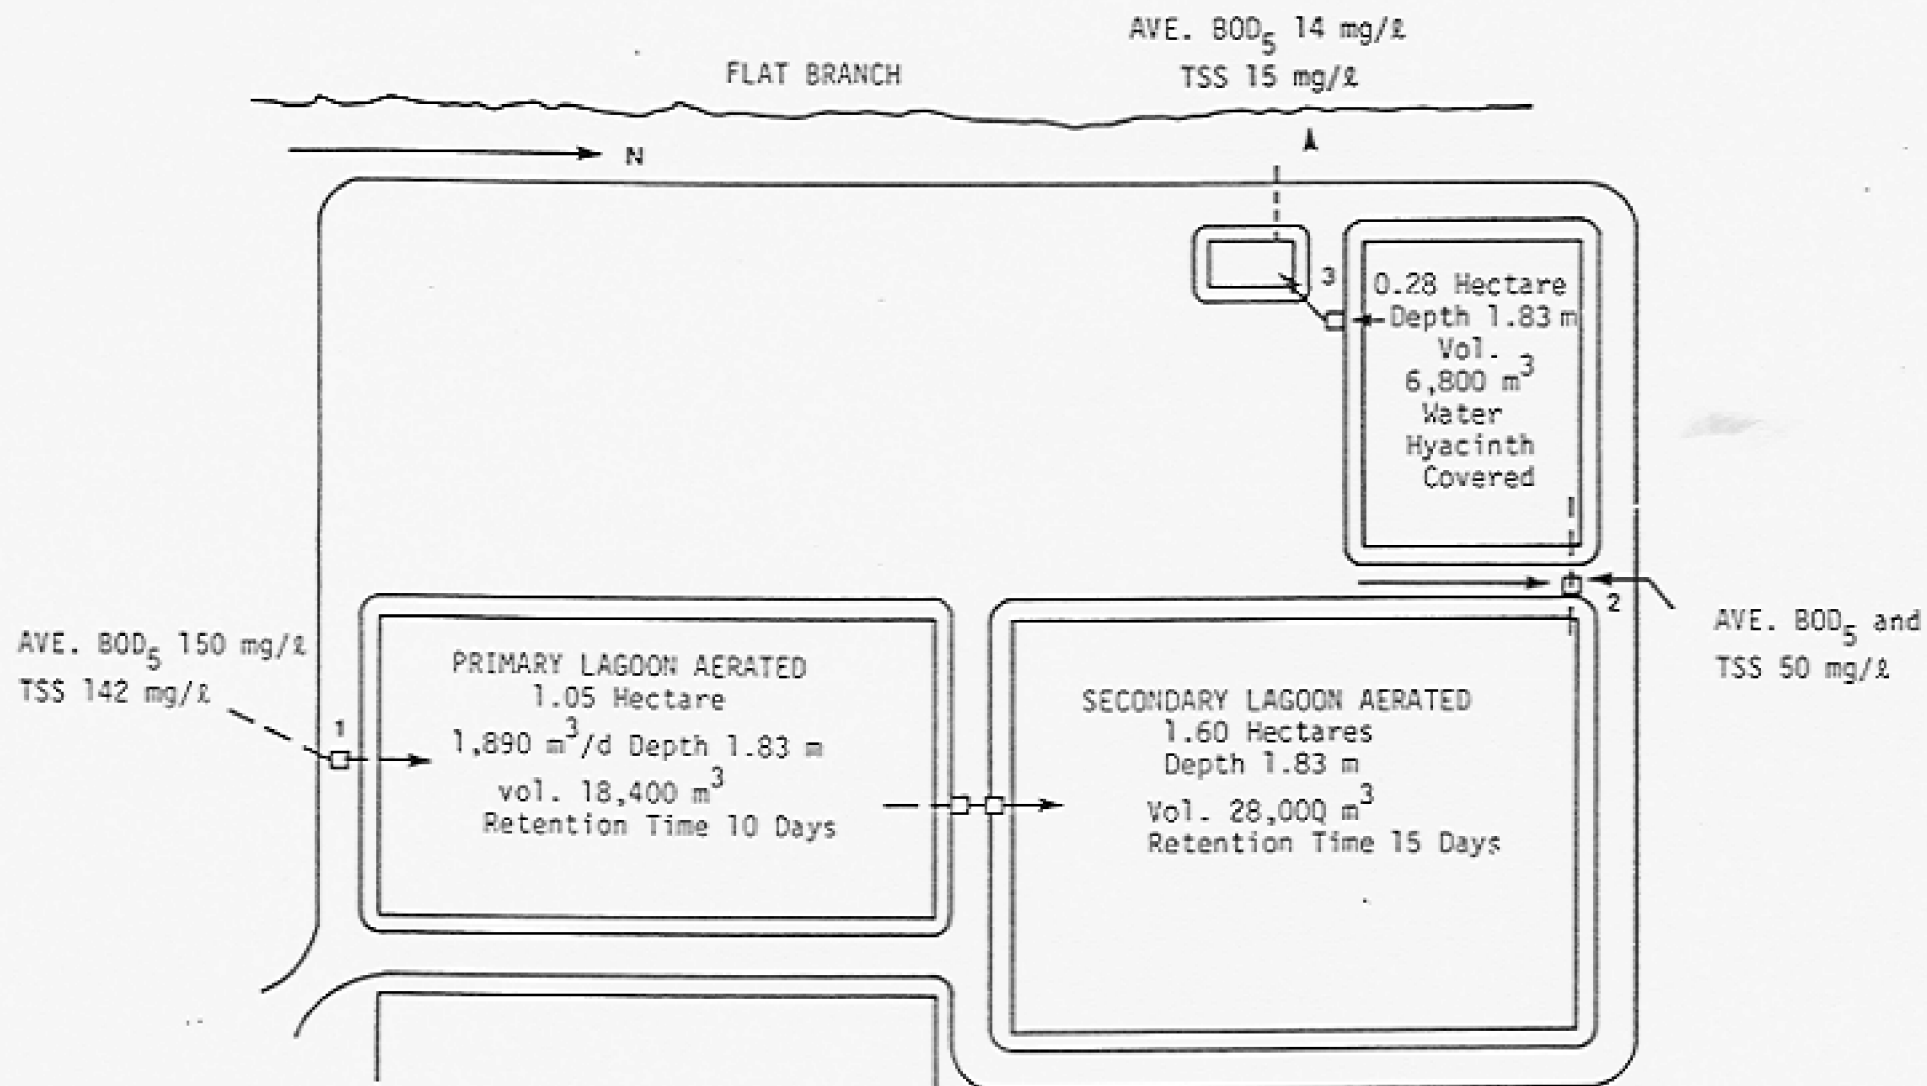 AVE. BOD5 14 mg/ℓ
TSS 15 mg/ℓ
FLAT BRANCH
N
3
0.28 Hectare
Depth 1.83 m
Vol.
6,800 m³
Water
Hyacinth
Covered
2
AVE. BOD5 and
TSS 50 mg/ℓ
AVE. BOD5 150 mg/ℓ
TSS 142 mg/ℓ
1
PRIMARY LAGOON AERATED
1.05 Hectare
1,890 m³/d Depth 1.83 m
vol. 18,400 m³
Retention Time 10 Days
SECONDARY LAGOON AERATED
1.60 Hectares
Depth 1.83 m
Vol. 28,000 m³
Retention Time 15 Days